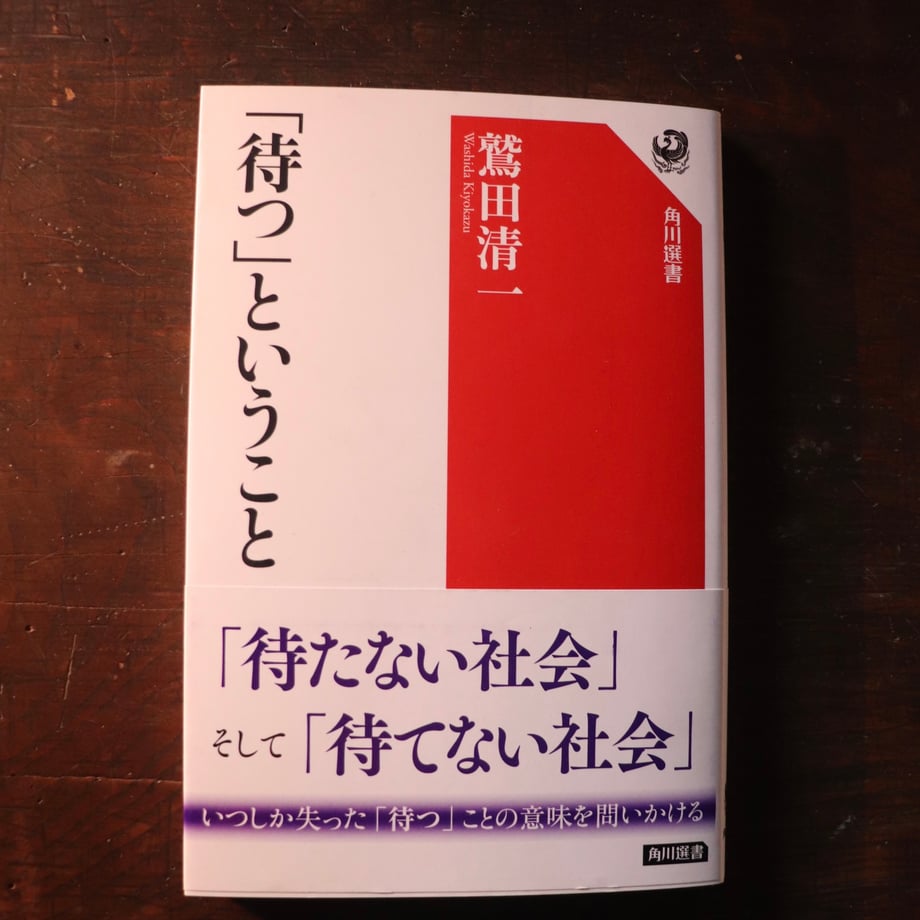 角川選書
鷲田清一
Washida Kiyokazu
「待つ」ということ
「待たない社会」
そして「待てない社会」
いつしか失った「待つ」ことの意味を問いかける
角川選書